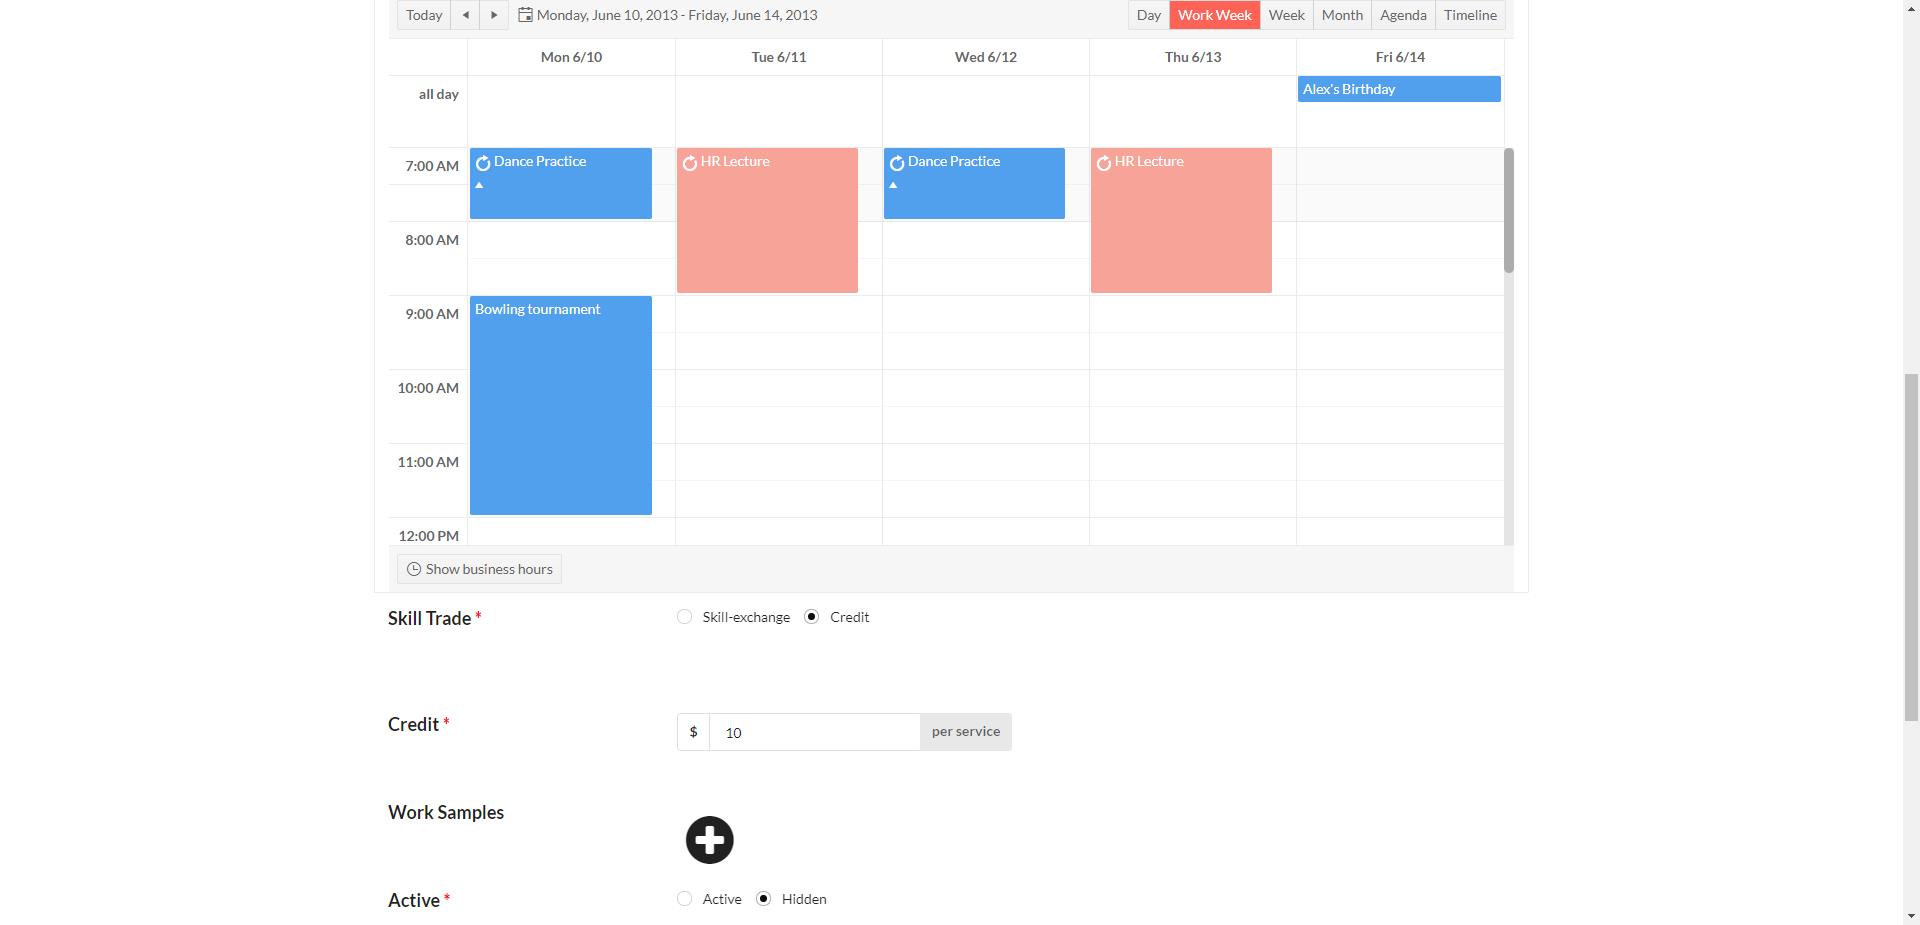 Today Monday, June 10, 2013 - Friday, June 14, 2013 Day Work Week Week Month Agenda Timeline
Mon 6/10 Tue 6/11 Wed 6/12 Thu 6/13 Fri 6/14
all day Alex's Birthday
7:00 AM Dance Practice HR Lecture Dance Practice HR Lecture
8:00 AM
9:00 AM Bowling tournament
10:00 AM
11:00 AM
12:00 PM
Show business hours
Skill Trade * Skill-exchange Credit
Credit * $ 10 per service
Work Samples
Active * Active Hidden